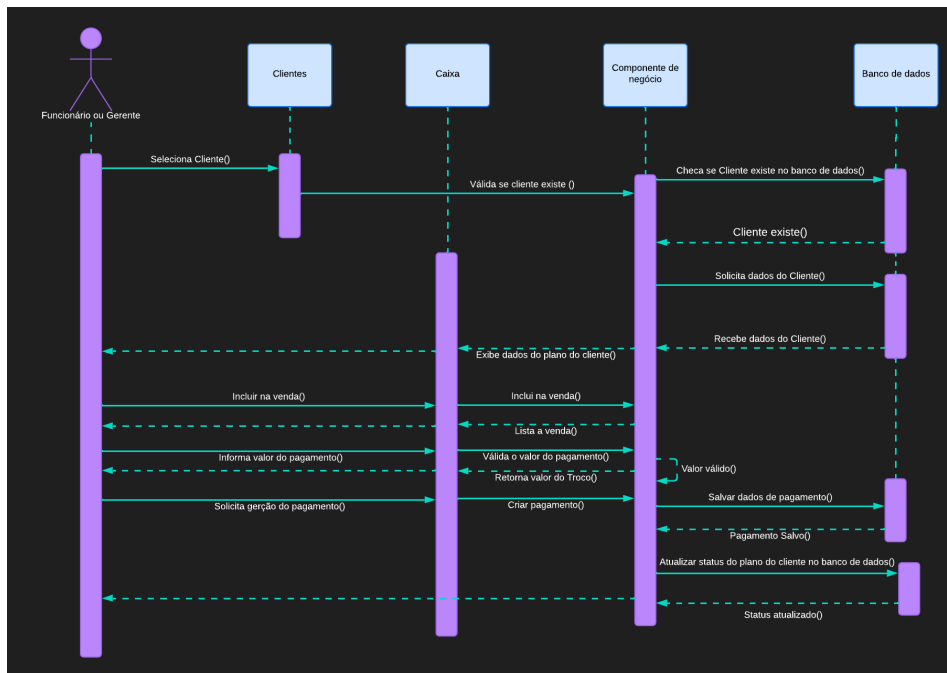 Clientes
Caixa
Componente de
negócio
Banco de dados
Funcionário ou Gerente
Seleciona Cliente()
Válida se cliente existe ()
Checa se Cliente existe no banco de dados()
Cliente existe()
Solicita dados do Cliente()
Recebe dados do Cliente()
Exibe dados do plano do cliente()
Incluir na venda()
Inclui na venda()
Lista a venda()
Informa valor do pagamento()
Válida o valor do pagamento()
Valor válido()
Retorna valor do Troco()
Solicita gerção do pagamento()
Criar pagamento()
Salvar dados de pagamento()
Pagamento Salvo()
Atualizar status do plano do cliente no banco de dados()
Status atualizado()